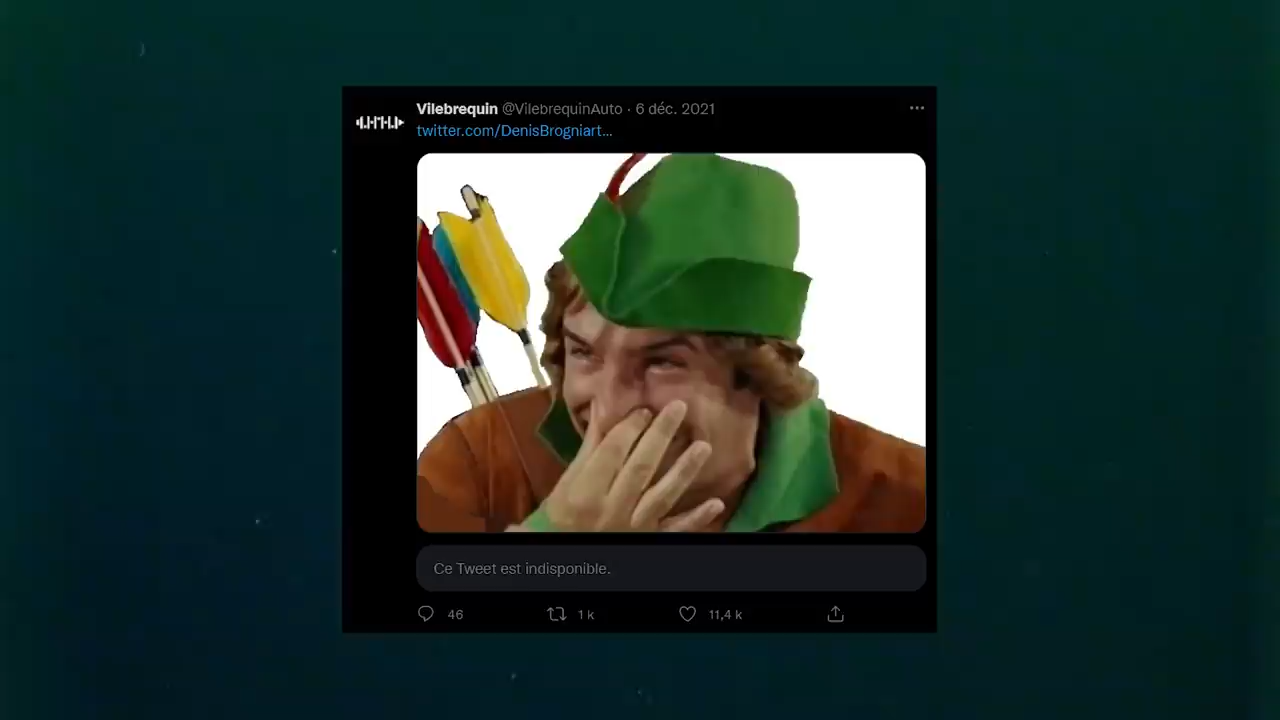 Vilebrequin @VilebrequinAuto · 6 déc. 2021
twitter.com/DenisBrogniart...
Ce Tweet est indisponible.
46 1 k 11,4 k